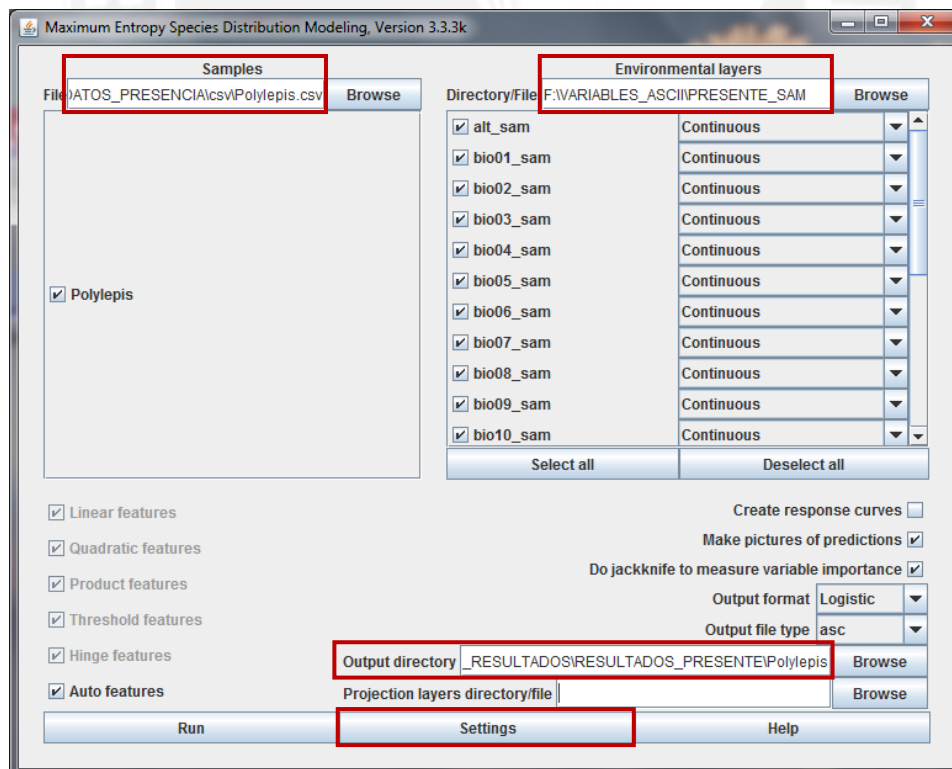 Maximum Entropy Species Distribution Modeling, Version 3.3.3k
Samples
File DATOS_PRESENCIA\csv\Polylepis.csv Browse
Polylepis
Environmental layers
Directory/File F:\VARIABLES_ASCII\PRESENTE_SAM Browse
alt_sam Continuous
bio01_sam Continuous
bio02_sam Continuous
bio03_sam Continuous
bio04_sam Continuous
bio05_sam Continuous
bio06_sam Continuous
bio07_sam Continuous
bio08_sam Continuous
bio09_sam Continuous
bio10_sam Continuous
Select all Deselect all
Linear features
Quadratic features
Product features
Threshold features
Hinge features
Auto features
Create response curves
Make pictures of predictions
Do jackknife to measure variable importance
Output format Logistic
Output file type asc
Output directory _RESULTADOS\RESULTADOS_PRESENTE\Polylepis Browse
Projection layers directory/file Browse
Run Settings Help